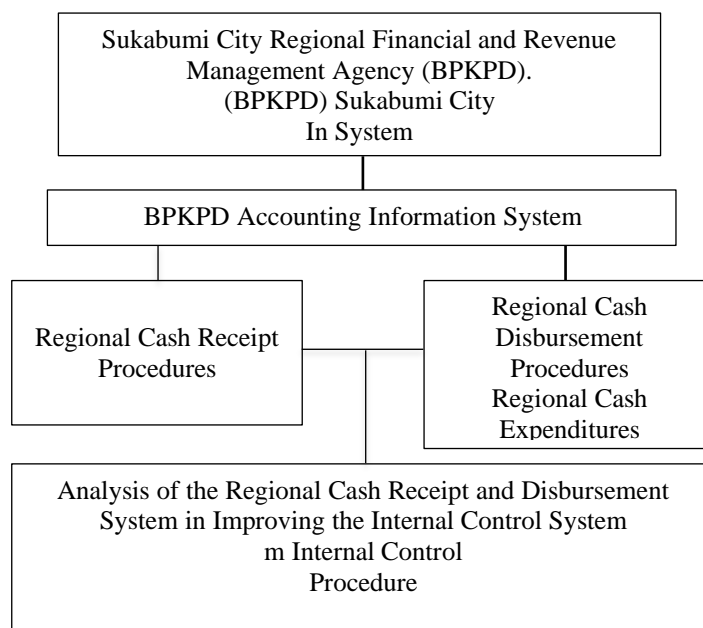 Sukabumi City Regional Financial and Revenue
Management Agency (BPKPD).
(BPKPD) Sukabumi City
In System
BPKPD Accounting Information System
Regional Cash Receipt
Procedures
Regional Cash
Disbursement
Procedures
Regional Cash
Expenditures
Analysis of the Regional Cash Receipt and Disbursement
System in Improving the Internal Control System
m Internal Control
Procedure